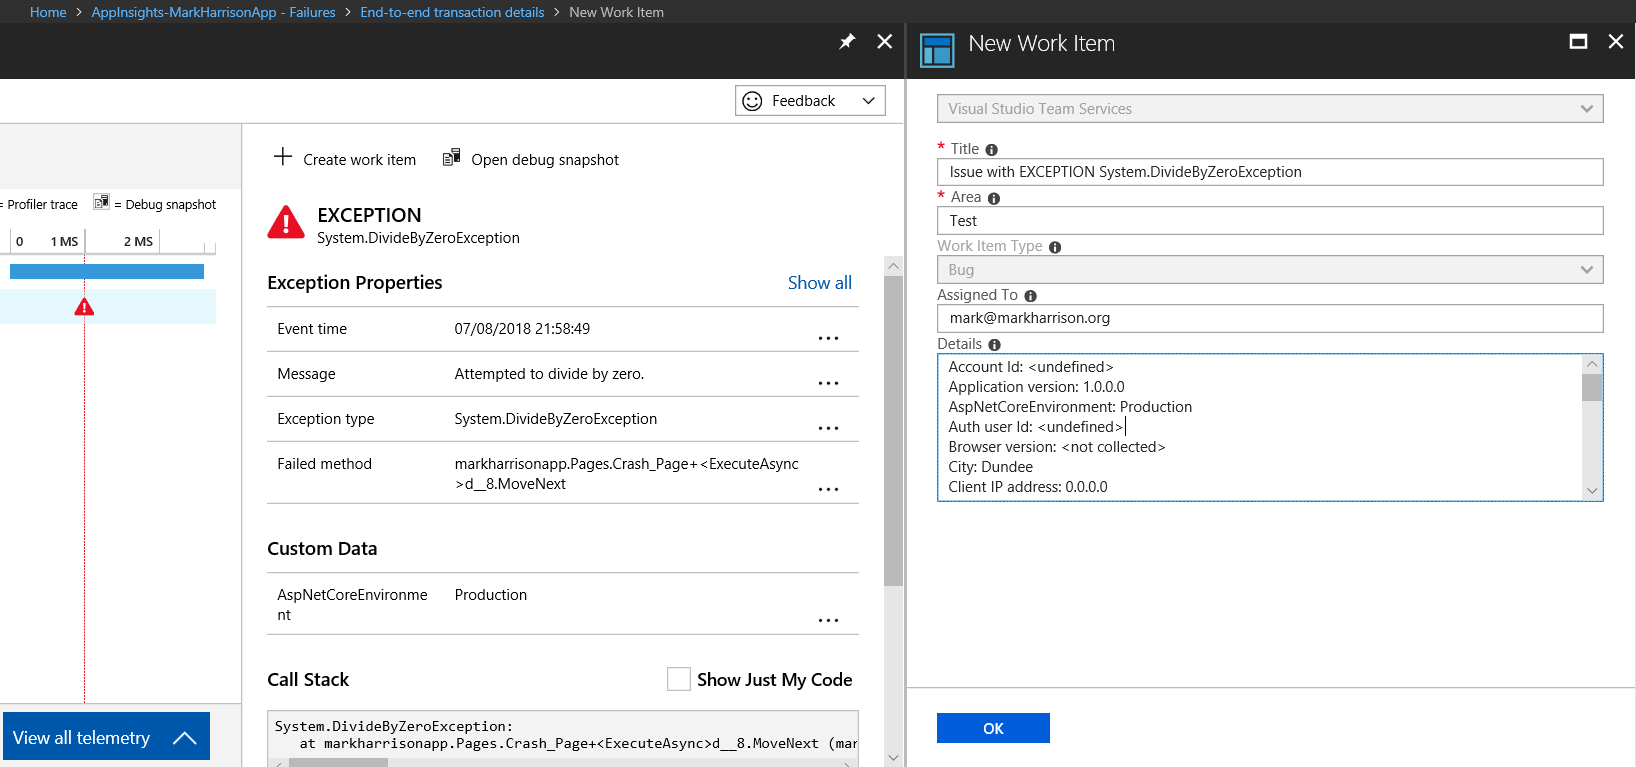 Home > AppInsights-MarkHarrisonApp - Failures > End-to-end transaction details > New Work Item
Feedback
= Profiler trace = Debug snapshot
0 1 MS 2 MS
View all telemetry
Create work item Open debug snapshot
EXCEPTION
System.DivideByZeroException
Exception Properties Show all
Event time 07/08/2018 21:58:49 ...
Message Attempted to divide by zero. ...
Exception type System.DivideByZeroException ...
Failed method markharrisonapp.Pages.Crash_Page+<ExecuteAsync
>d__8.MoveNext ...
Custom Data
AspNetCoreEnvironme Production
nt ...
Call Stack Show Just My Code
System.DivideByZeroException:
at markharrisonapp.Pages.Crash_Page+<ExecuteAsync>d__8.MoveNext (mar
New Work Item
Visual Studio Team Services
* Title
Issue with EXCEPTION System.DivideByZeroException
* Area
Test
Work Item Type
Bug
Assigned To
mark@markharrison.org
Details
Account Id: <undefined>
Application version: 1.0.0.0
AspNetCoreEnvironment: Production
Auth user Id: <undefined>
Browser version: <not collected>
City: Dundee
Client IP address: 0.0.0.0
OK